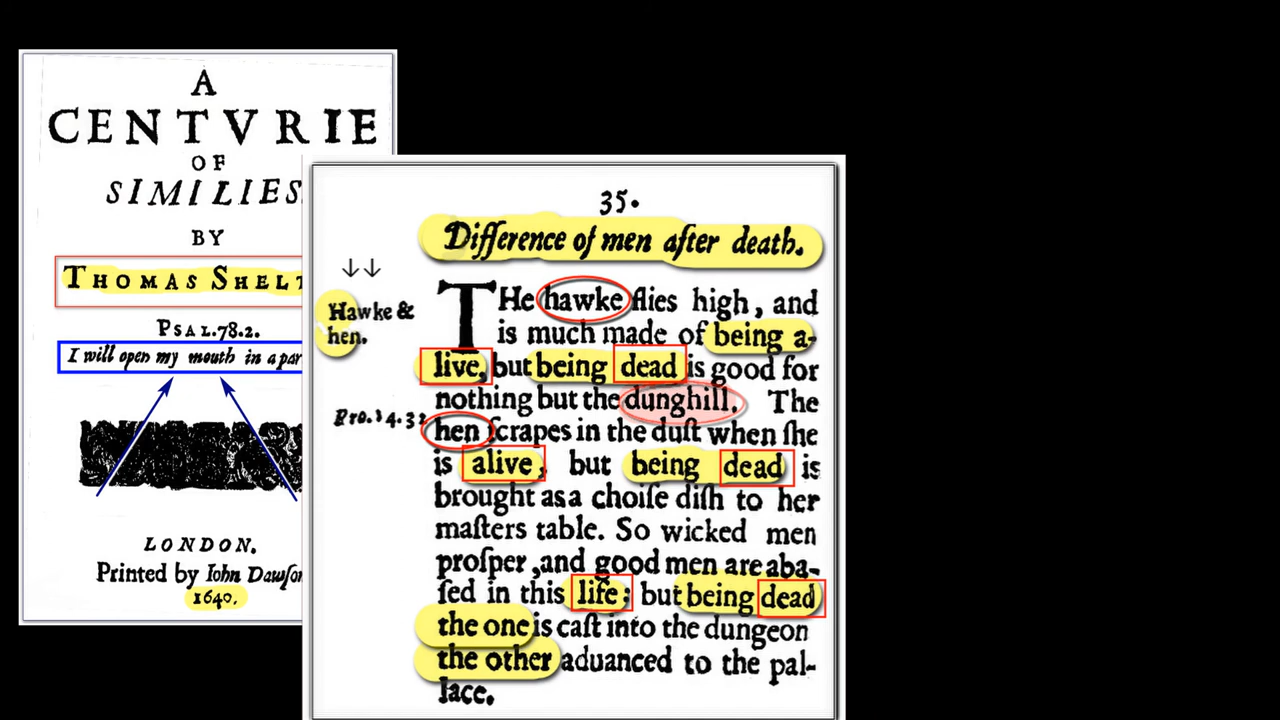 A
CENTVRIE
OF
SIMILIES
BY
THOMAS SHELT
PSAL.78.2.
I will open my mouth in a par
LONDON.
Printed by Iohn Dawſon
1640.
35.
Difference of men after death.
Hawke &
hen.
THe hawke flies high, and
is much made of being a-
live, but being dead is good for
nothing but the dunghill. The
Pro.14.32
hen ſcrapes in the duſt when ſhe
is alive, but being dead is
brought as a choiſe diſh to her
maſters table. So wicked men
proſper ,and good men are aba-
ſed in this life: but being dead
the one is caſt into the dungeon
the other aduanced to the pal-
lace.